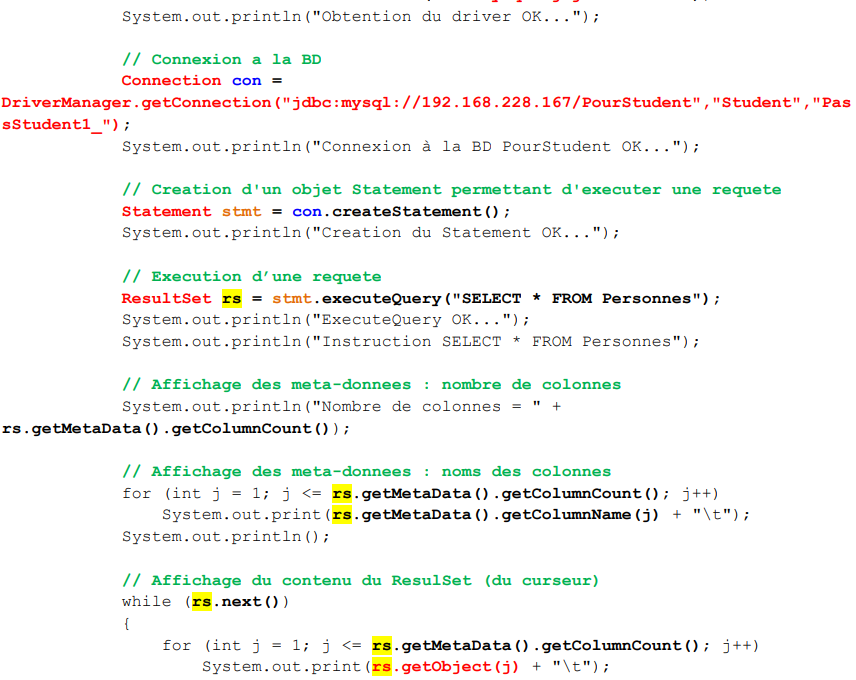 System.out.println("Obtention du driver OK...");
// Connexion a la BD
Connection con =
DriverManager.getConnection("jdbc:mysql://192.168.228.167/PourStudent","Student","Pas
sStudent1_");
System.out.println("Connexion à la BD PourStudent OK...");
// Creation d'un objet Statement permettant d'executer une requete
Statement stmt = con.createStatement();
System.out.println("Creation du Statement OK...");
// Execution d’une requete
ResultSet rs = stmt.executeQuery("SELECT * FROM Personnes");
System.out.println("ExecuteQuery OK...");
System.out.println("Instruction SELECT * FROM Personnes");
// Affichage des meta-donnees : nombre de colonnes
System.out.println("Nombre de colonnes = " +
rs.getMetaData().getColumnCount());
// Affichage des meta-donnees : noms des colonnes
for (int j = 1; j <= rs.getMetaData().getColumnCount(); j++)
System.out.print(rs.getMetaData().getColumnName(j) + "\t");
System.out.println();
// Affichage du contenu du ResulSet (du curseur)
while (rs.next())
{
for (int j = 1; j <= rs.getMetaData().getColumnCount(); j++)
System.out.print(rs.getObject(j) + "\t");